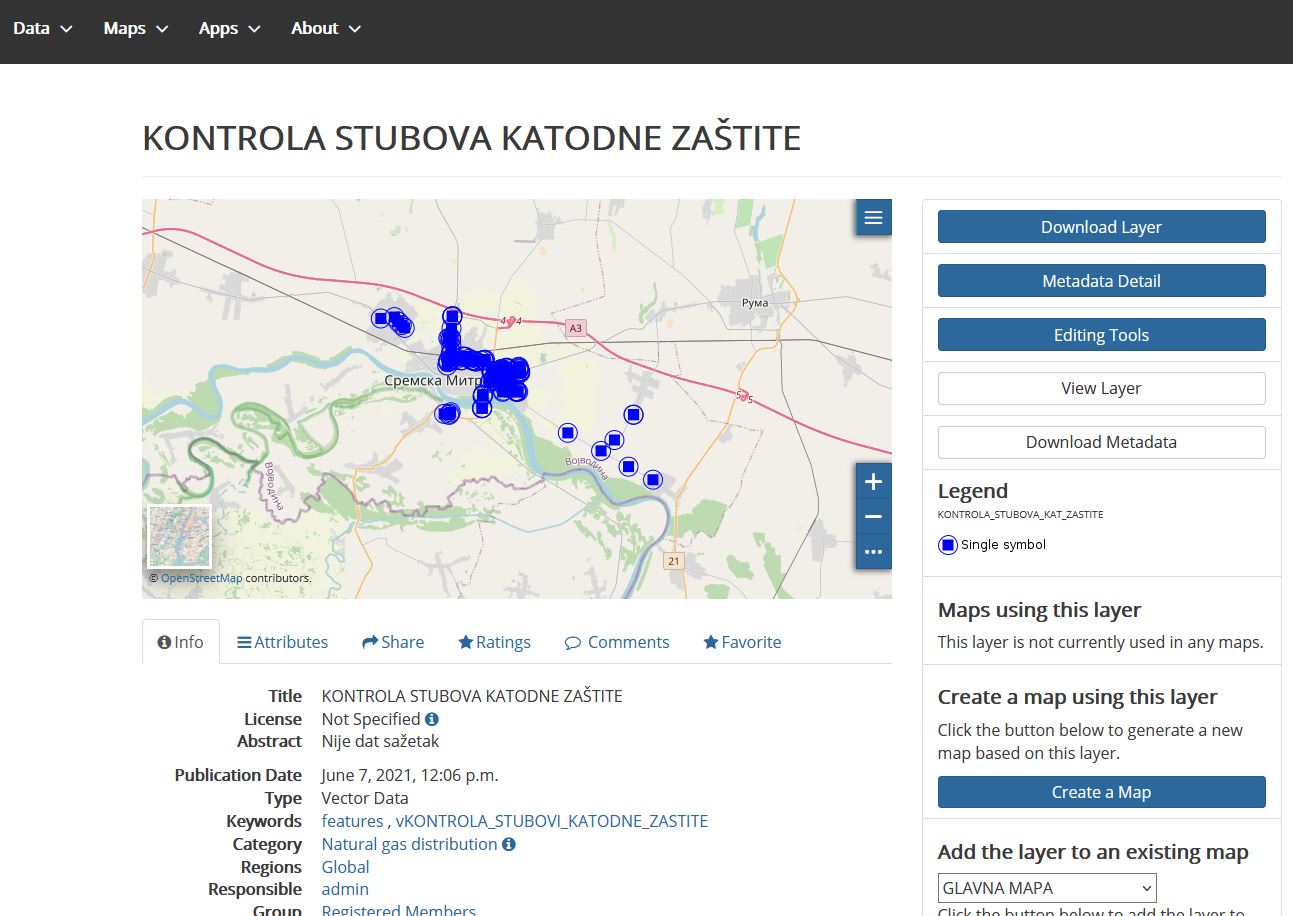 Data Maps Apps About
KONTROLA STUBOVA KATODNE ZAŠTITE
Рума
4 A3
Сремска Митр
5
Војводина
Војводина
21
© OpenStreetMap contributors.
Info Attributes Share Ratings Comments Favorite
Title KONTROLA STUBOVA KATODNE ZAŠTITE
License Not Specified
Abstract Nije dat sažetak
Publication Date June 7, 2021, 12:06 p.m.
Type Vector Data
Keywords features , vKONTROLA_STUBOVI_KATODNE_ZASTITE
Category Natural gas distribution
Regions Global
Responsible admin
Group Registered Members
Download Layer
Metadata Detail
Editing Tools
View Layer
Download Metadata
Legend
KONTROLA_STUBOVA_KAT_ZASTITE
Single symbol
Maps using this layer
This layer is not currently used in any maps.
Create a map using this layer
Click the button below to generate a new
map based on this layer.
Create a Map
Add the layer to an existing map
GLAVNA MAPA
Click the button below to add the layer to